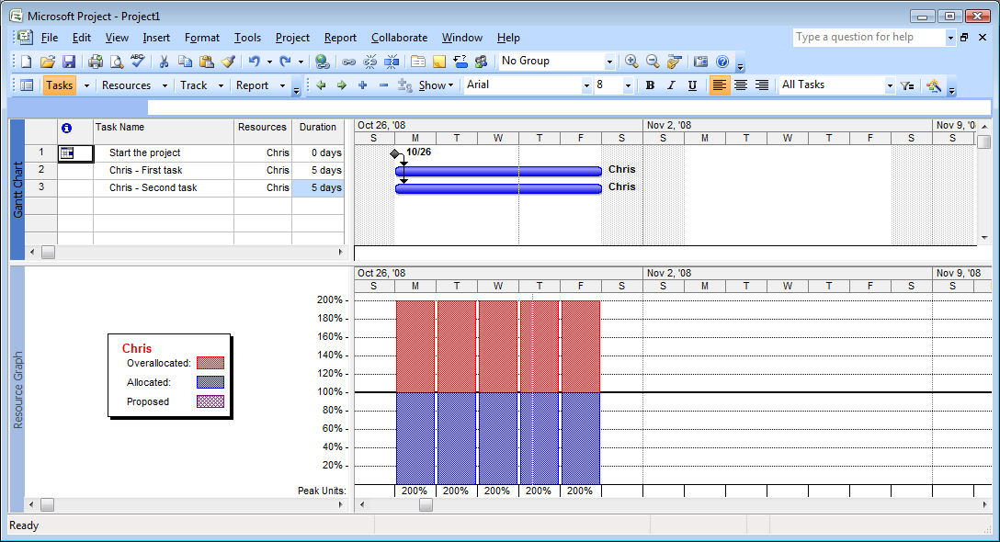 Microsoft Project - Project1
File Edit View Insert Format Tools Project Report Collaborate Window Help Type a question for help
ABC No Group
Tasks Resources Track Report Show Arial 8 B I U All Tasks
Task Name Resources Duration
1 Start the project Chris 0 days
2 Chris - First task Chris 5 days
3 Chris - Second task Chris 5 days
Gantt Chart
Oct 26, '08 Nov 2, '08 Nov 9, '08
S M T W T F S S M T W T F S S
10/26
Chris
Chris
Resource Graph
Chris
Overallocated:
Allocated:
Proposed
Oct 26, '08 Nov 2, '08 Nov 9, '08
S M T W T F S S M T W T F S S
200%
180%
160%
140%
120%
100%
80%
60%
40%
20%
Peak Units: 200% 200% 200% 200% 200%
Ready